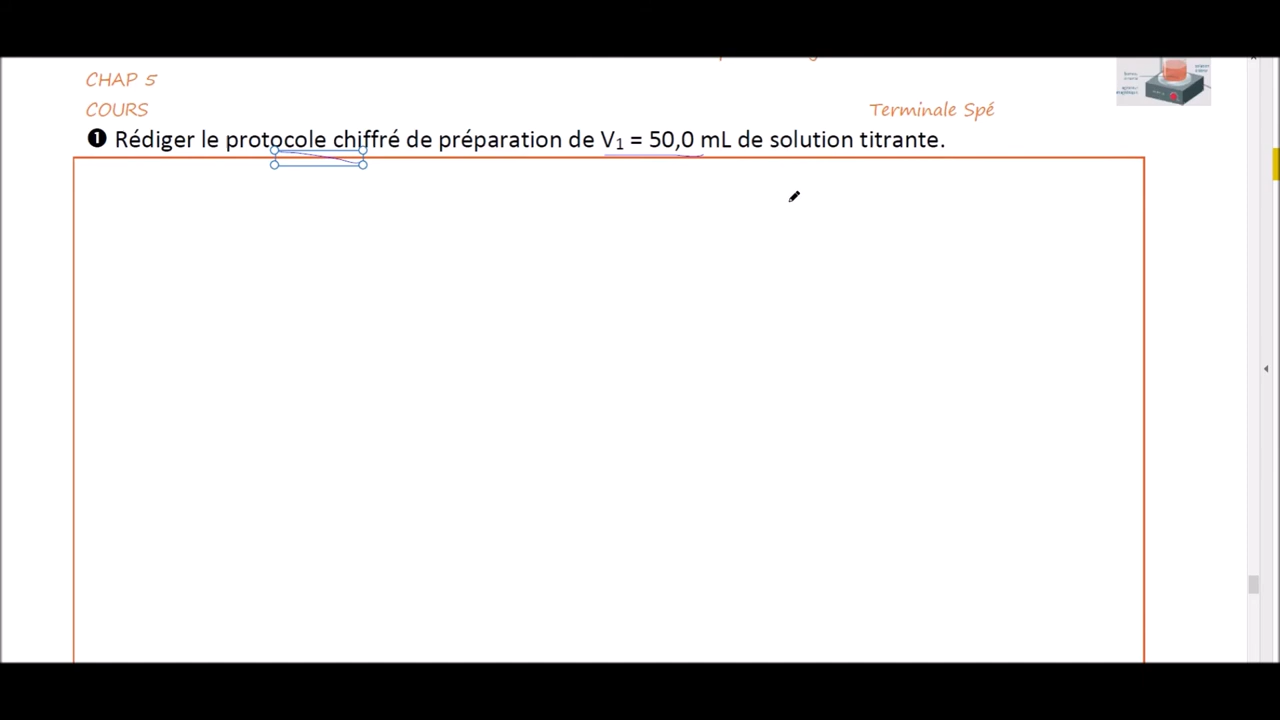 CHAP 5
COURS
Terminale Spé
❶ Rédiger le protocole chiffré de préparation de V₁ = 50,0 mL de solution titrante.